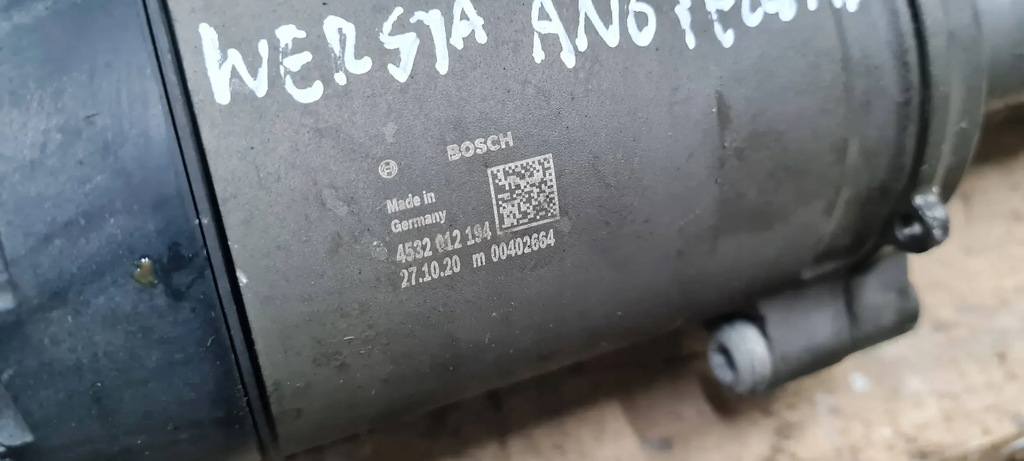 WERSJA
BOSCH
Made in
Germany
4532 012 194
27.10.20 m 00402664